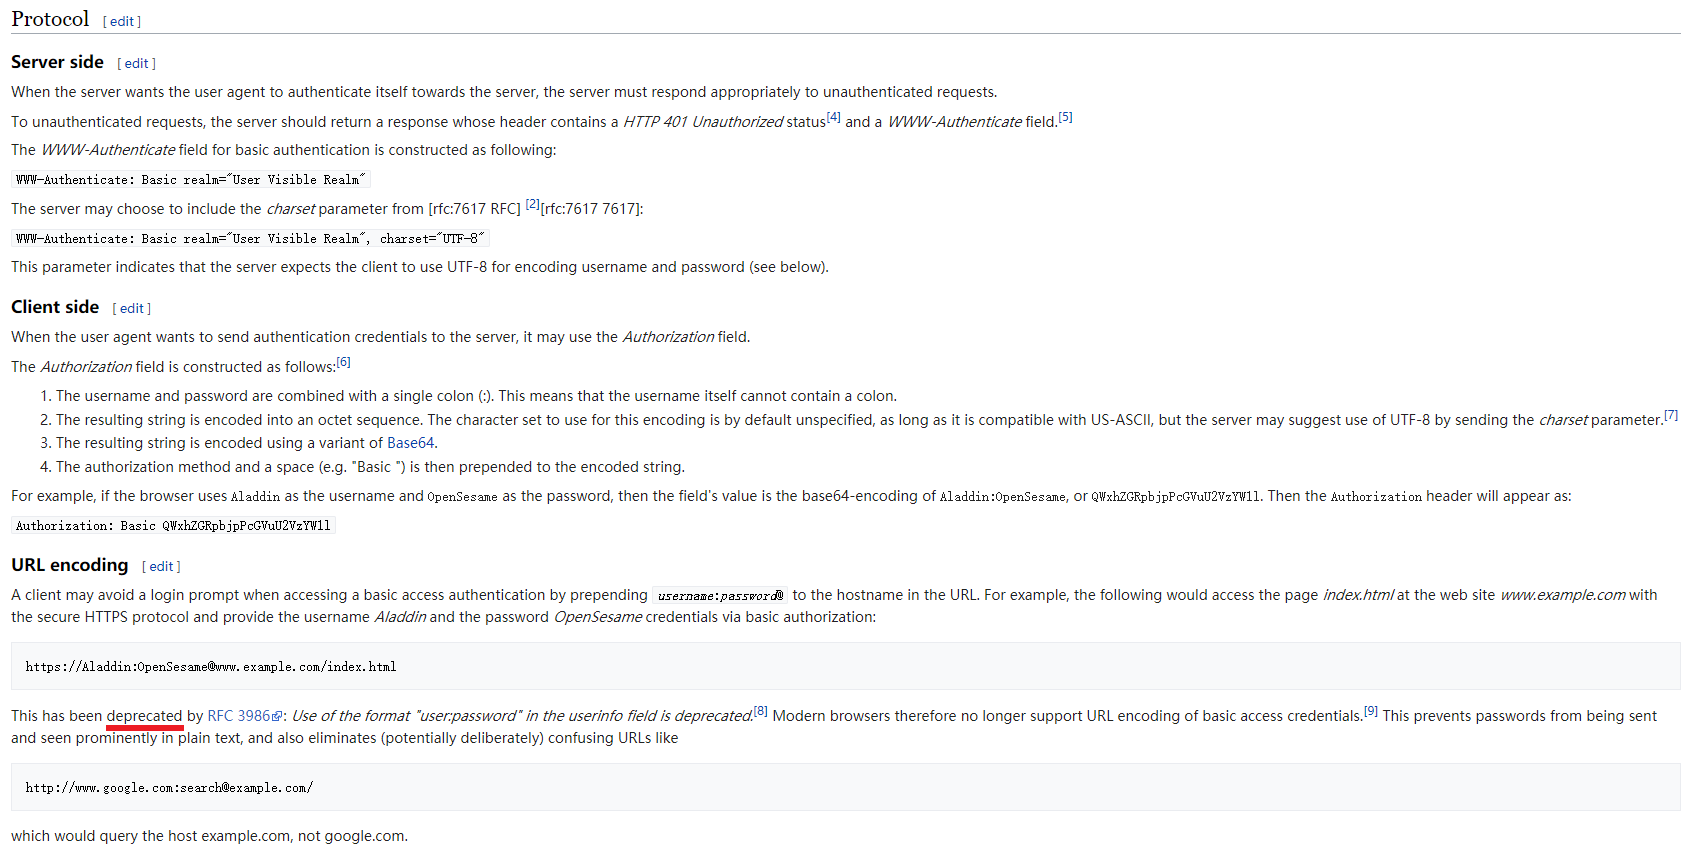 Protocol [ edit ]
Server side [ edit ]
When the server wants the user agent to authenticate itself towards the server, the server must respond appropriately to unauthenticated requests.
To unauthenticated requests, the server should return a response whose header contains a HTTP 401 Unauthorized status[4] and a WWW-Authenticate field.[5]
The WWW-Authenticate field for basic authentication is constructed as following:
WWW-Authenticate: Basic realm="User Visible Realm"
The server may choose to include the charset parameter from [rfc:7617 RFC] [2][rfc:7617 7617]:
WWW-Authenticate: Basic realm="User Visible Realm", charset="UTF-8"
This parameter indicates that the server expects the client to use UTF-8 for encoding username and password (see below).
Client side [ edit ]
When the user agent wants to send authentication credentials to the server, it may use the Authorization field.
The Authorization field is constructed as follows:[6]
1. The username and password are combined with a single colon (:). This means that the username itself cannot contain a colon.
2. The resulting string is encoded into an octet sequence. The character set to use for this encoding is by default unspecified, as long as it is compatible with US-ASCII, but the server may suggest use of UTF-8 by sending the charset parameter.[7]
3. The resulting string is encoded using a variant of Base64.
4. The authorization method and a space (e.g. "Basic ") is then prepended to the encoded string.
For example, if the browser uses Aladdin as the username and OpenSesame as the password, then the field's value is the base64-encoding of Aladdin:OpenSesame, or QWxhZGRpbjpPcGVuU2VzYW1l. Then the Authorization header will appear as:
Authorization: Basic QWxhZGRpbjpPcGVuU2VzYW1l
URL encoding [ edit ]
A client may avoid a login prompt when accessing a basic access authentication by prepending username:password@ to the hostname in the URL. For example, the following would access the page index.html at the web site www.example.com with
the secure HTTPS protocol and provide the username Aladdin and the password OpenSesame credentials via basic authorization:
https://Aladdin:OpenSesame@www.example.com/index.html
This has been deprecated by RFC 3986: Use of the format "user:password" in the userinfo field is deprecated.[8] Modern browsers therefore no longer support URL encoding of basic access credentials.[9] This prevents passwords from being sent
and seen prominently in plain text, and also eliminates (potentially deliberately) confusing URLs like
http://www.google.com:search@example.com/
which would query the host example.com, not google.com.